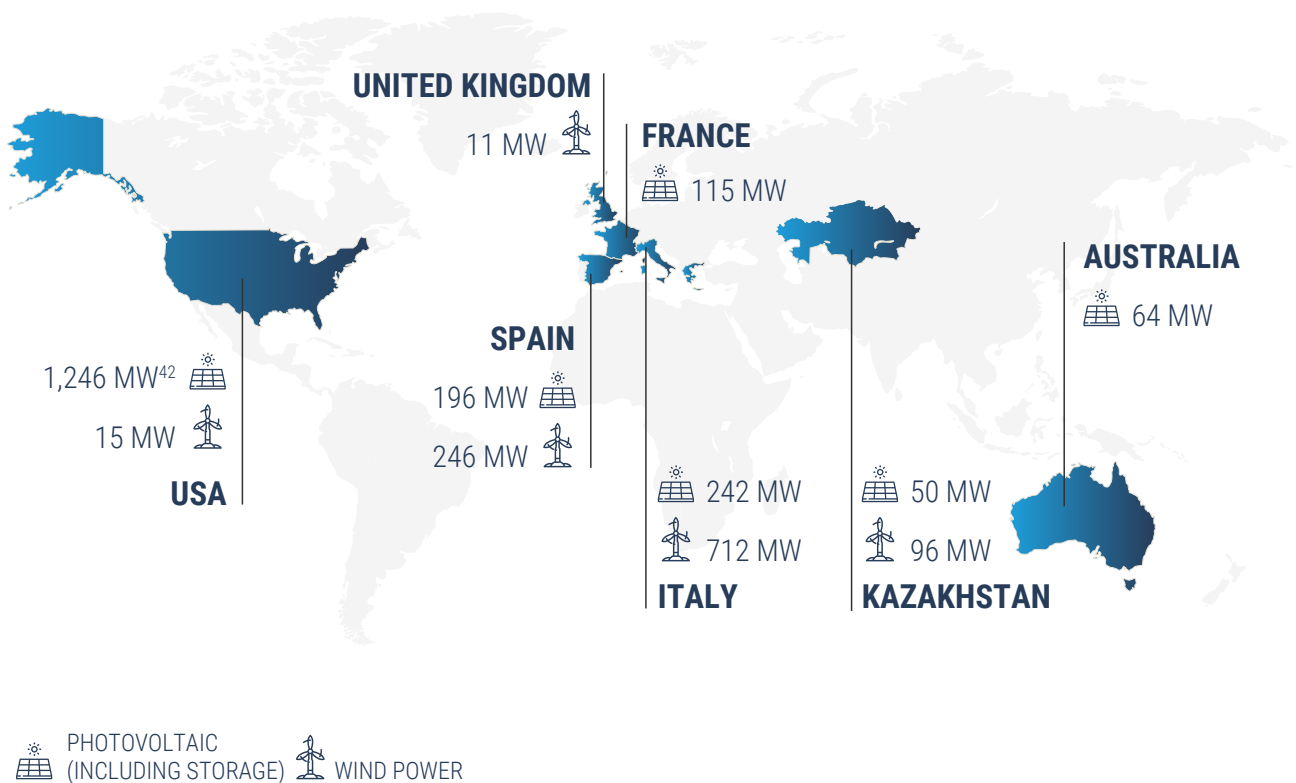 UNITED KINGDOM
11 MW
FRANCE
115 MW
AUSTRALIA
64 MW
SPAIN
196 MW
246 MW
1,246 MW⁴²
15 MW
USA
242 MW
712 MW
ITALY
50 MW
96 MW
KAZAKHSTAN
PHOTOVOLTAIC
(INCLUDING STORAGE)
WIND POWER